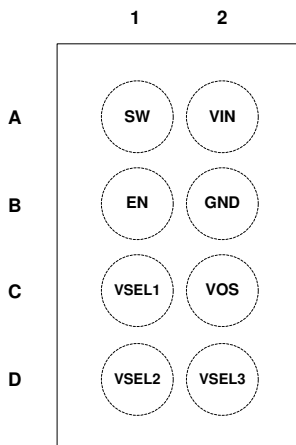 1 2
A SW VIN
B EN GND
C VSEL1 VOS
D VSEL2 VSEL3